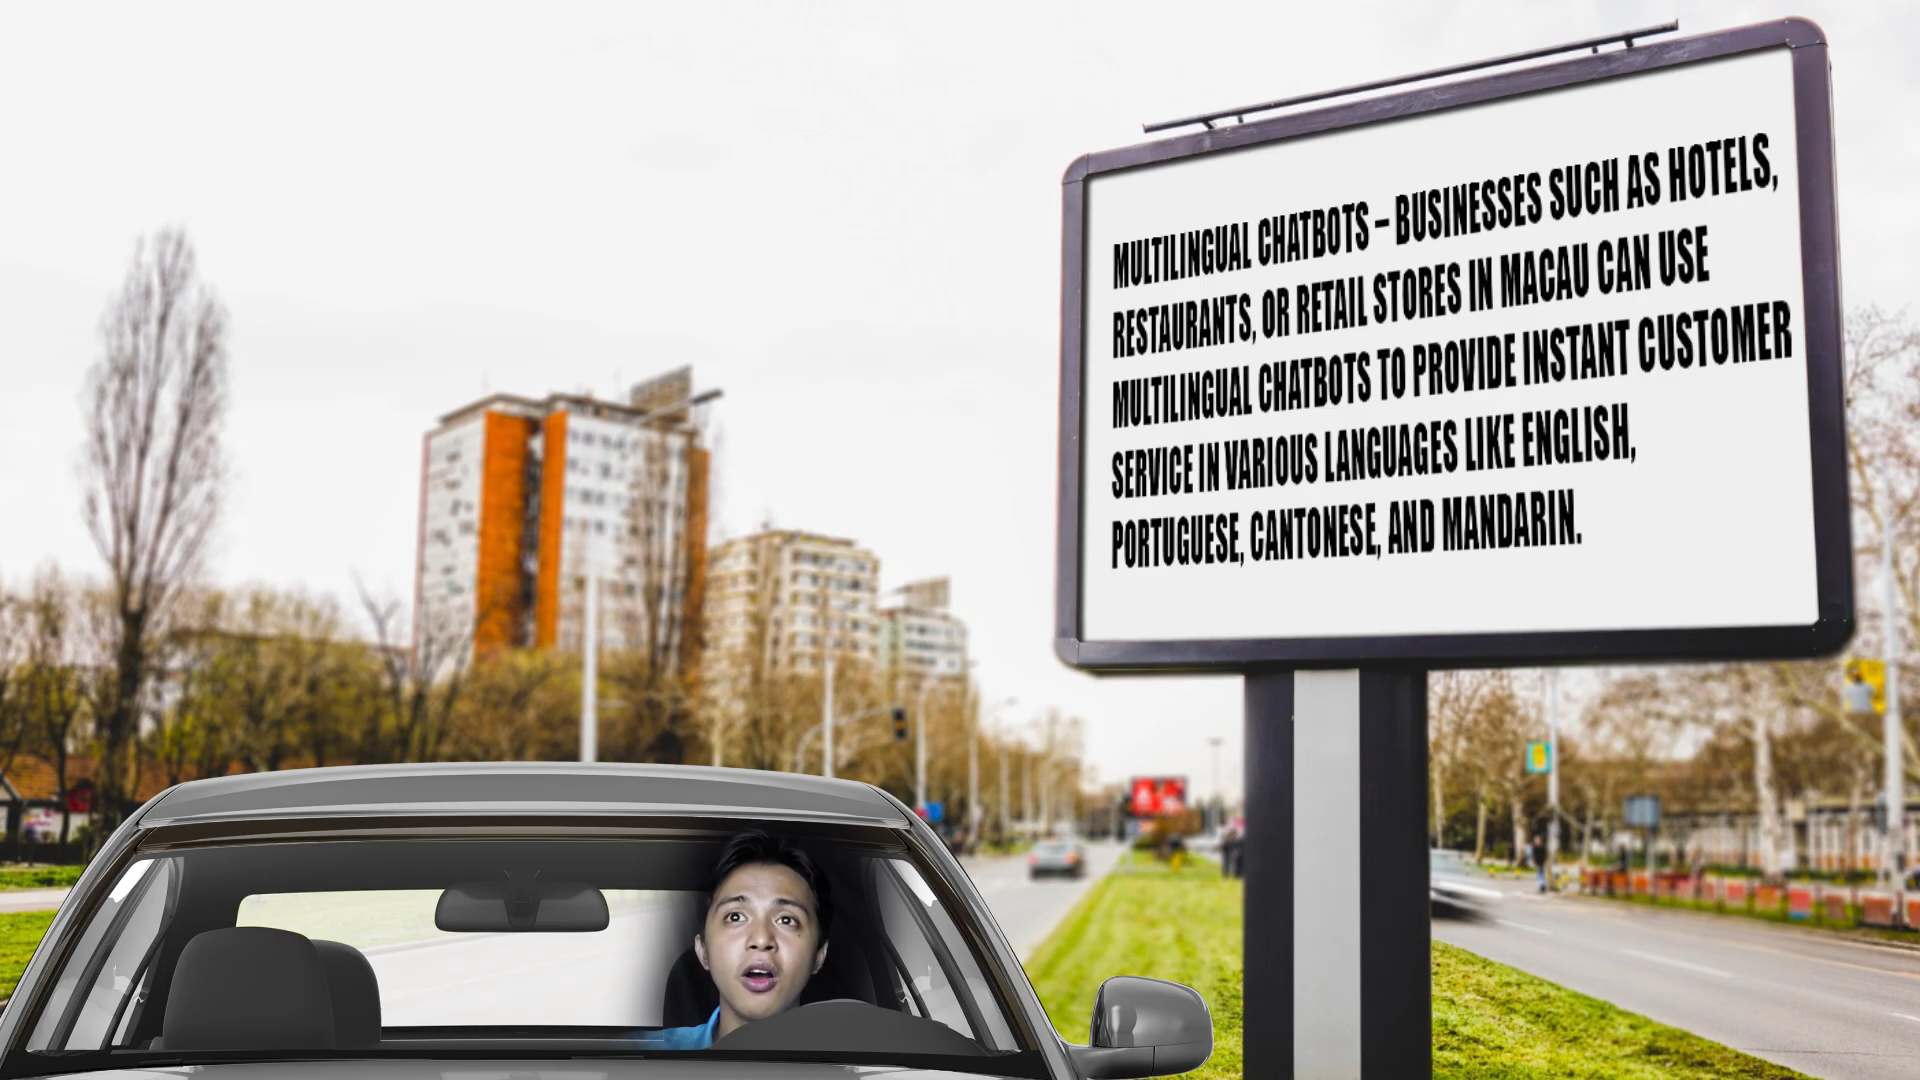 MULTILINGUAL CHATBOTS – BUSINESSES SUCH AS HOTELS,
RESTAURANTS, OR RETAIL STORES IN MACAU CAN USE
MULTILINGUAL CHATBOTS TO PROVIDE INSTANT CUSTOMER
SERVICE IN VARIOUS LANGUAGES LIKE ENGLISH,
PORTUGUESE, CANTONESE, AND MANDARIN.